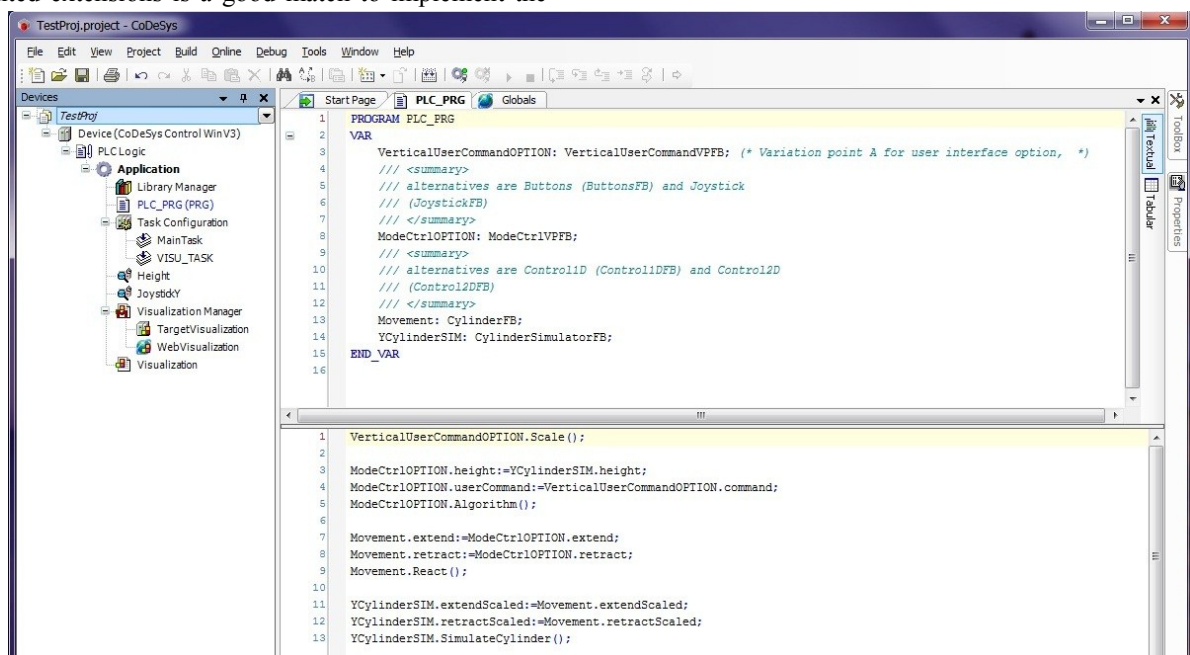 ted extensions is a good match to implement the
TestProj.project - CoDeSys
File Edit View Project Build Online Debug Tools Window Help
Devices
Start Page PLC_PRG Globals
TestProj
Device (CoDeSys Control Win V3)
PLC Logic
Application
Library Manager
PLC_PRG (PRG)
Task Configuration
MainTask
VISU_TASK
Height
JoystickY
Visualization Manager
TargetVisualization
WebVisualization
Visualization
1 PROGRAM PLC_PRG
2 VAR
3 VerticalUserCommandOPTION: VerticalUserCommandVPFB; (* Variation point A for user interface option, *)
4 /// <summary>
5 /// alternatives are Buttons (ButtonsFB) and Joystick
6 /// (JoystickFB)
7 /// </summary>
8 ModeCtrlOPTION: ModeCtrlVPFB;
9 /// <summary>
10 /// alternatives are Control1D (Control1DFB) and Control2D
11 /// (Control2DFB)
12 /// </summary>
13 Movement: CylinderFB;
14 YCylinderSIM: CylinderSimulatorFB;
15 END_VAR
16
1 VerticalUserCommandOPTION.Scale();
2
3 ModeCtrlOPTION.height:=YCylinderSIM.height;
4 ModeCtrlOPTION.userCommand:=VerticalUserCommandOPTION.command;
5 ModeCtrlOPTION.Algorithm();
6
7 Movement.extend:=ModeCtrlOPTION.extend;
8 Movement.retract:=ModeCtrlOPTION.retract;
9 Movement.React();
10
11 YCylinderSIM.extendScaled:=Movement.extendScaled;
12 YCylinderSIM.retractScaled:=Movement.retractScaled;
13 YCylinderSIM.SimulateCylinder();
Textual
Tabular
ToolBox
Properties